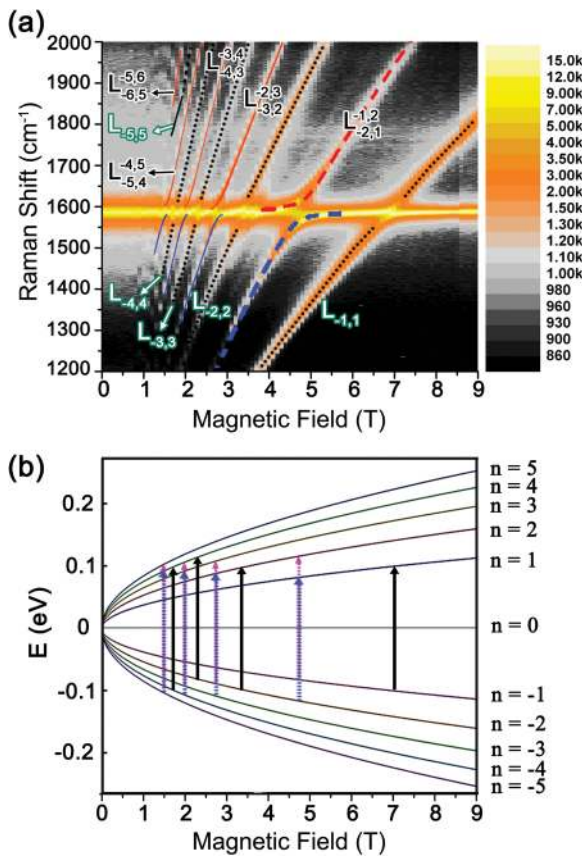 (a)
2000
1900
1800
1700
1600
1500
1400
1300
1200
Raman Shift (cm⁻¹)
L-5,6 -6,5
L-5,5
L-4,5 -5,4
L-3,4 -4,3
L-2,3 -3,2
L-1,2 -2,1
L-4,4
L-3,3
L-2,2
L-1,1
0 1 2 3 4 5 6 7 8 9
Magnetic Field (T)
15.0k
12.0k
9.00k
7.00k
6.00k
5.00k
4.00k
3.50k
3.00k
2.00k
1.50k
1.30k
1.20k
1.10k
1.00k
980
960
930
900
860
(b)
0.2
0.1
0
-0.1
-0.2
E (eV)
n = 5
n = 4
n = 3
n = 2
n = 1
n = 0
n = -1
n = -2
n = -3
n = -4
n = -5
0 1 2 3 4 5 6 7 8 9
Magnetic Field (T)